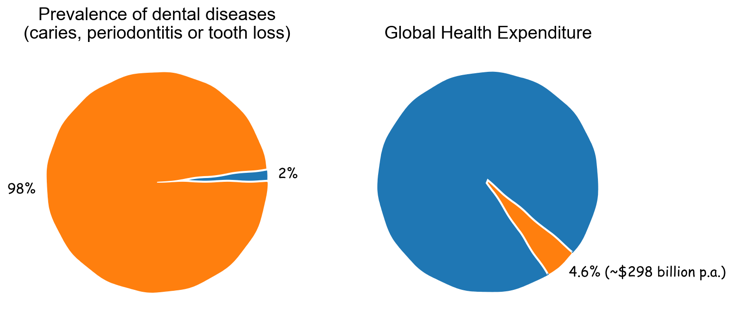 Prevalence of dental diseases
(caries, periodontitis or tooth loss)
98%
2%
Global Health Expenditure
4.6% (~$298 billion p.a.)